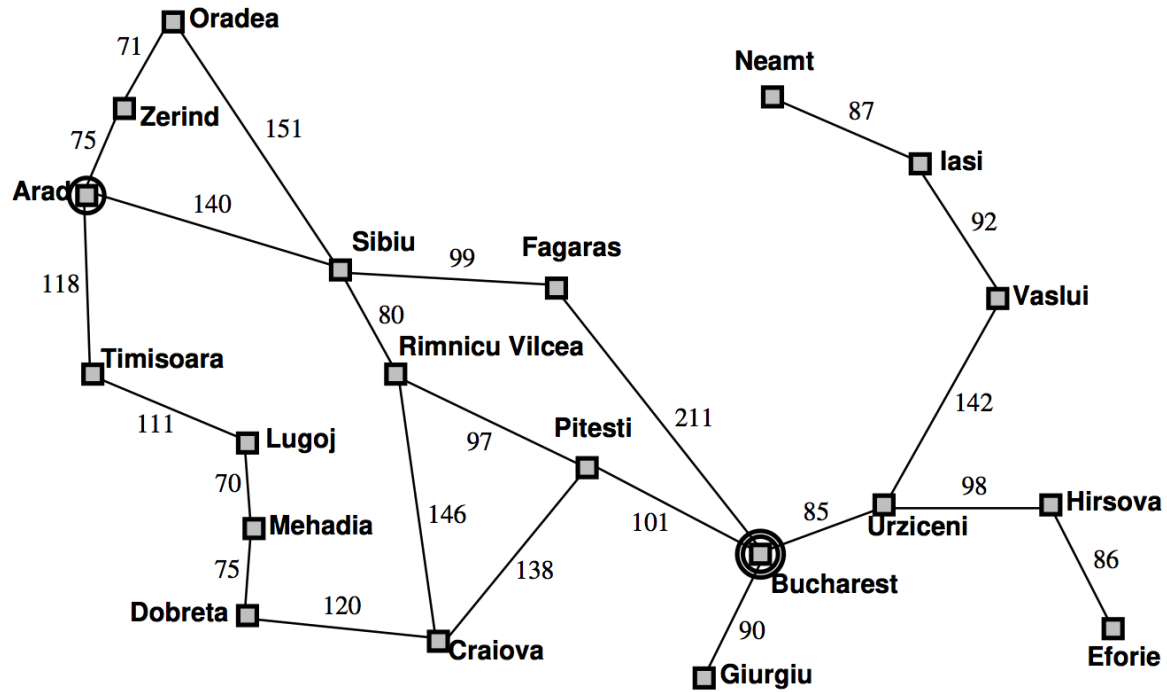 Oradea
71
Neamt
87
Zerind
75
151
Iasi
Arad
140
92
Sibiu
99
Fagaras
118
80
Vaslui
Timisoara
Rimnicu Vilcea
142
111
Lugoj
97
Pitesti
211
70
98
Hirsova
Mehadia
146
101
85
Urziceni
75
138
86
Bucharest
Dobreta
120
90
Craiova
Giurgiu
Eforie